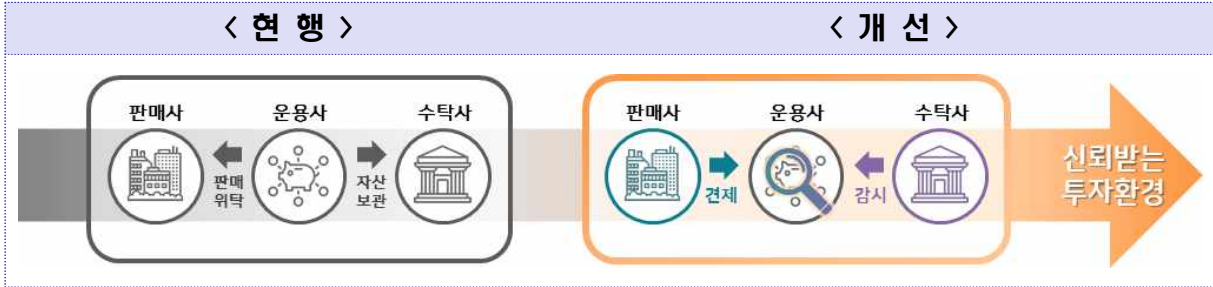 < 현 행 >
< 개 선 >
판매사
운용사
수탁사
판매
위탁
자산
보관
판매사
운용사
수탁사
견제
감시
신뢰받는
투자환경